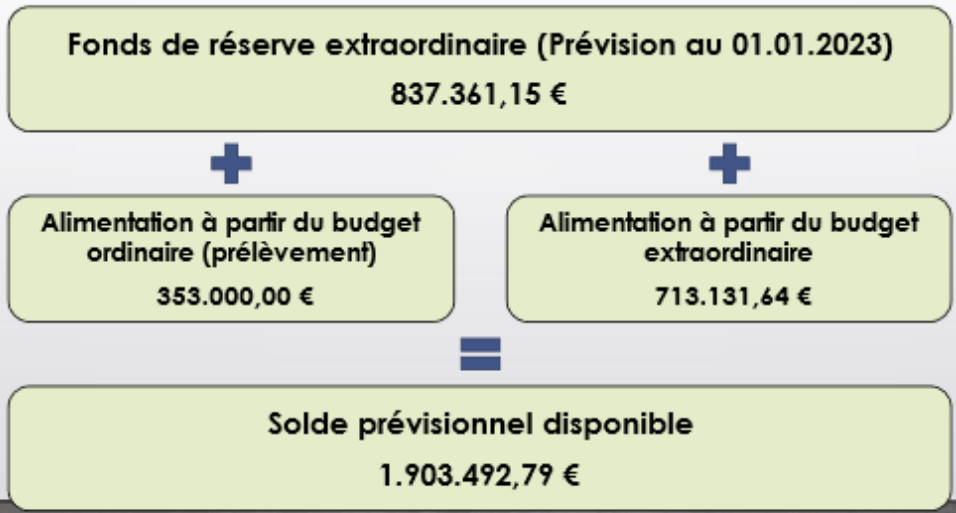 Fonds de réserve extraordinaire (Prévision au 01.01.2023)
837.361,15 €
Alimentation à partir du budget
ordinaire (prélèvement)
353.000,00 €
Alimentation à partir du budget
extraordinaire
713.131,64 €
Solde prévisionnel disponible
1.903.492,79 €